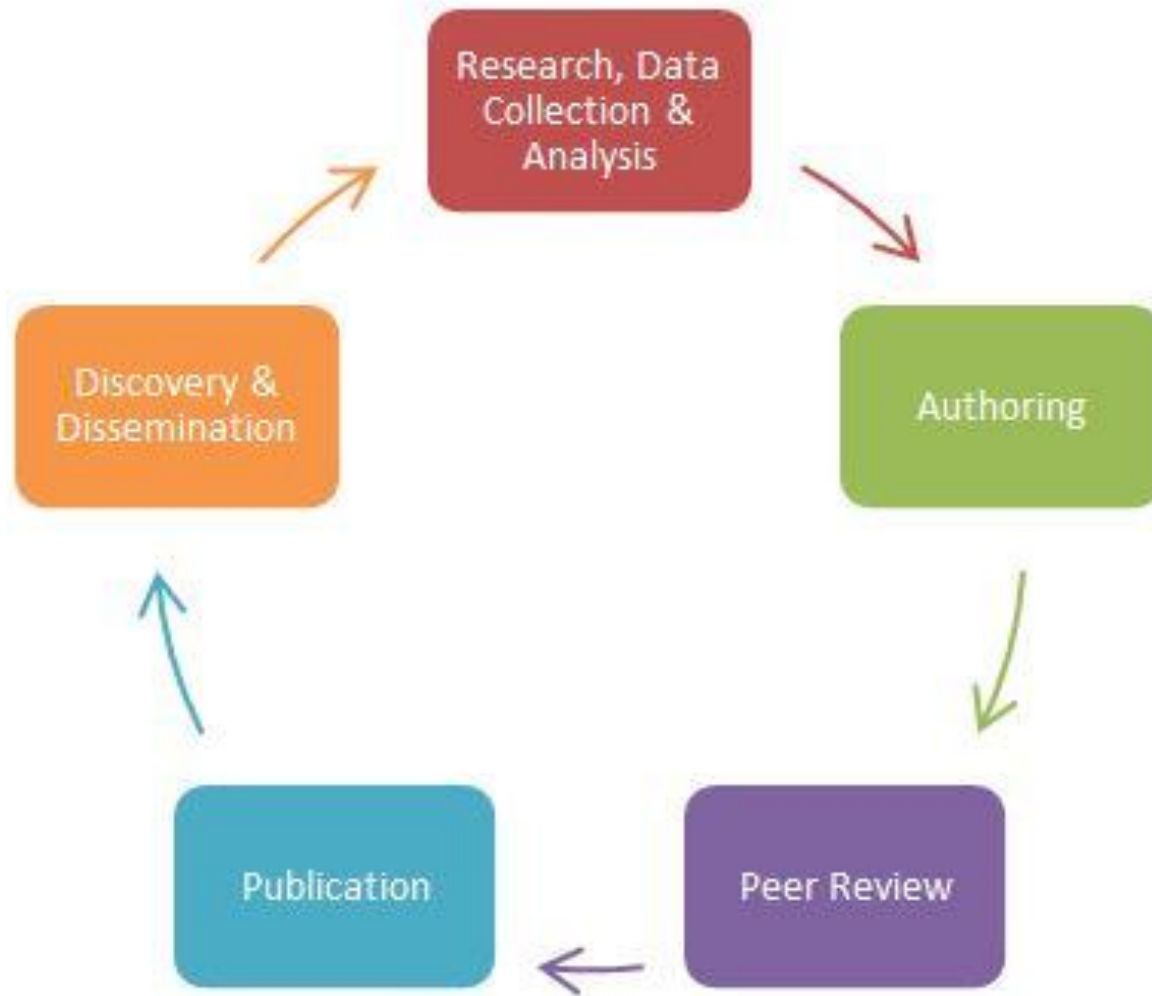 Research, Data
Collection &
Analysis
Authoring
Peer Review
Publication
Discovery &
Dissemination